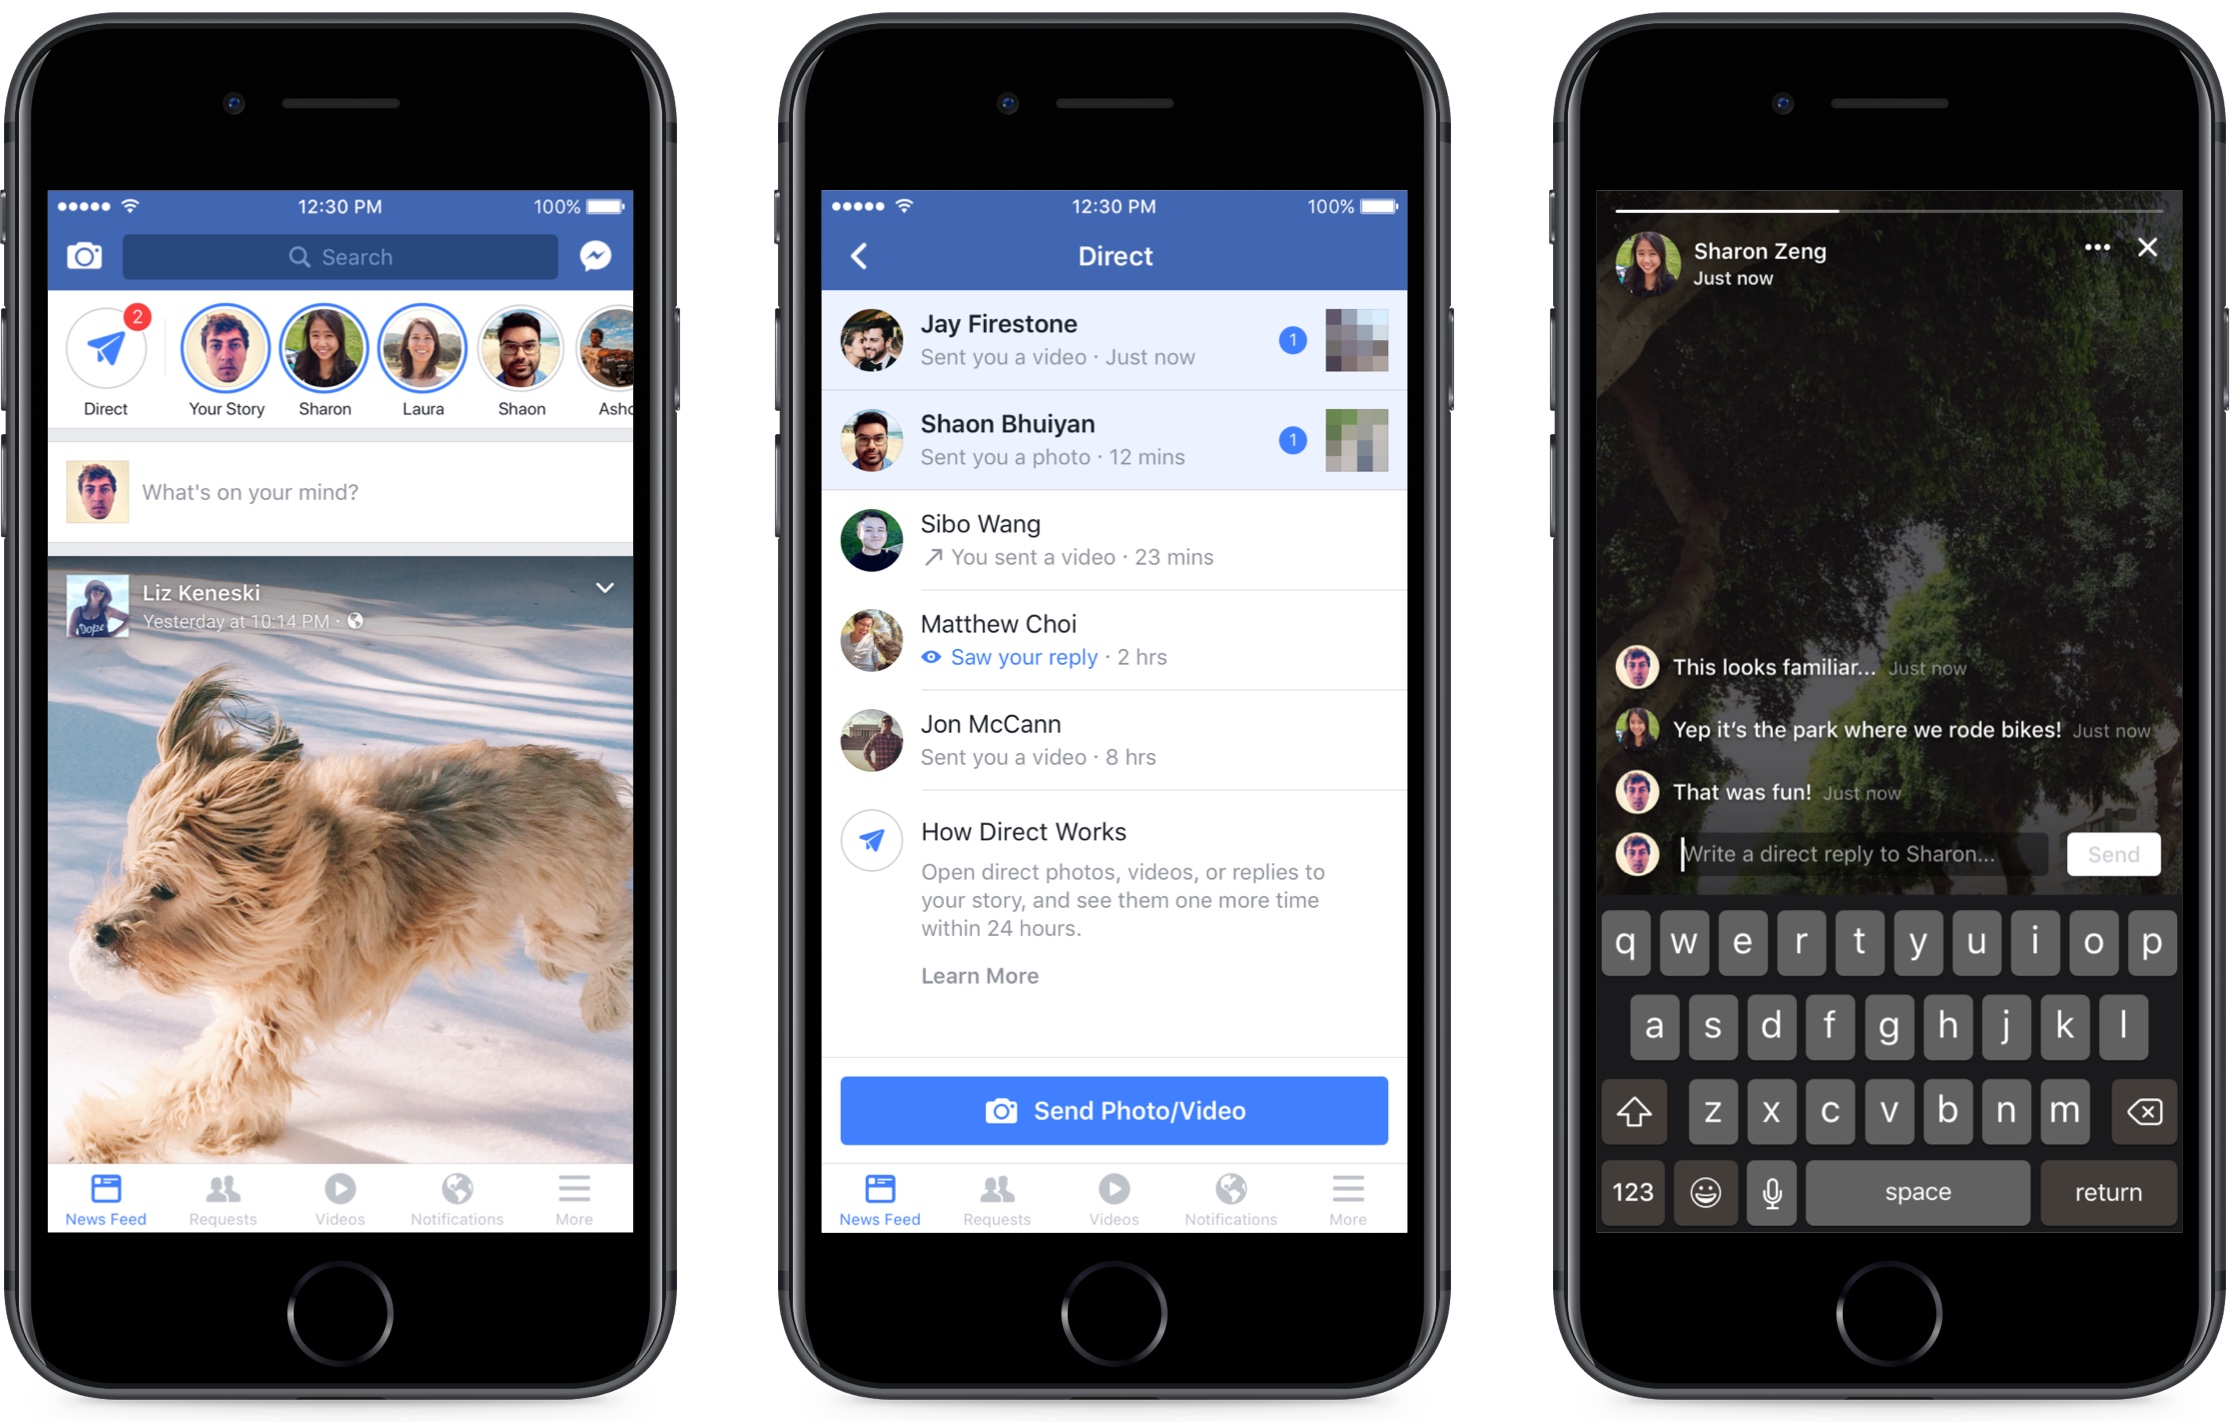 12:30 PM
100%
Search
2
Direct
Your Story
Sharon
Laura
Shaon
What's on your mind?
Liz Keneski
Yesterday at 10:14 PM ·
Dope
News Feed
Requests
Videos
Notifications
More
12:30 PM
100%
Direct
Jay Firestone
Sent you a video · Just now
1
Shaon Bhuiyan
Sent you a photo · 12 mins
1
Sibo Wang
You sent a video · 23 mins
Matthew Choi
Saw your reply · 2 hrs
Jon McCann
Sent you a video · 8 hrs
How Direct Works
Open direct photos, videos, or replies to
your story, and see them one more time
within 24 hours.
Learn More
Send Photo/Video
News Feed
Requests
Videos
Notifications
More
Sharon Zeng
Just now
This looks familiar... Just now
Yep it's the park where we rode bikes! Just now
That was fun! Just now
Write a direct reply to Sharon...
Send
q w e r t y u i o p
a s d f g h j k l
z x c v b n m
123 space return